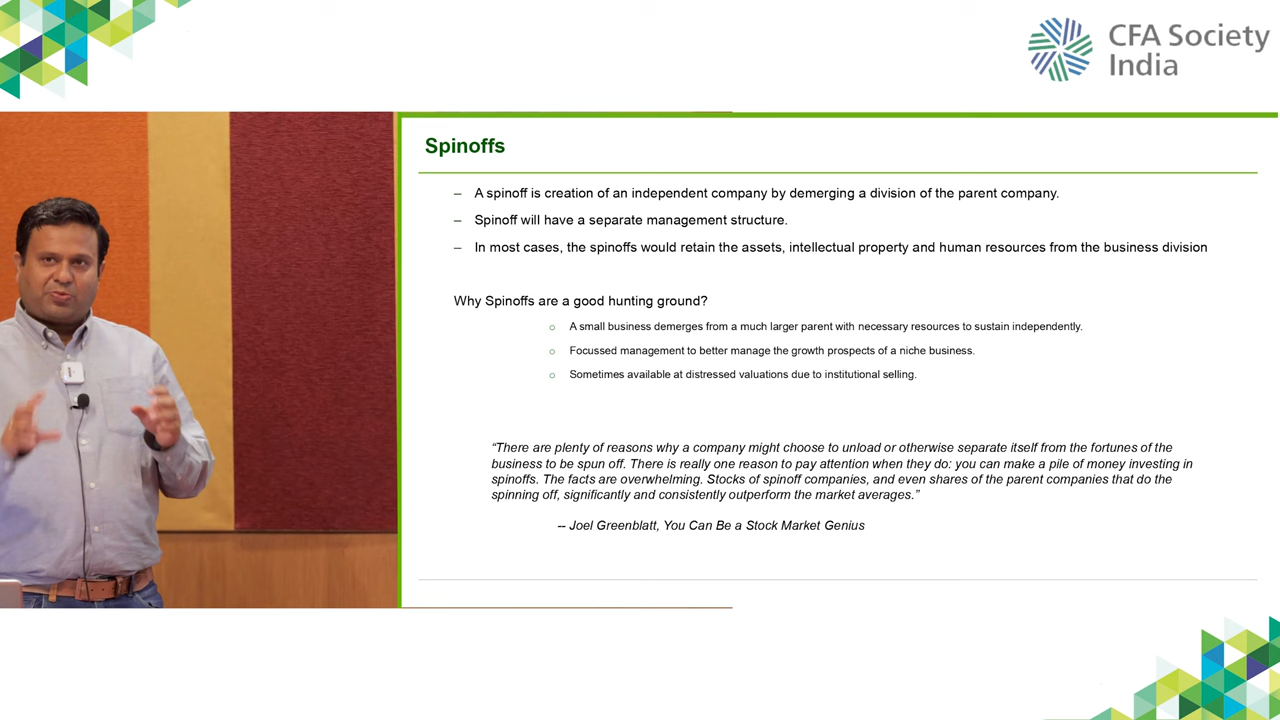 CFA Society
India
Spinoffs
– A spinoff is creation of an independent company by demerging a division of the parent company.
– Spinoff will have a separate management structure.
– In most cases, the spinoffs would retain the assets, intellectual property and human resources from the business division
Why Spinoffs are a good hunting ground?
○ A small business demerges from a much larger parent with necessary resources to sustain independently.
○ Focussed management to better manage the growth prospects of a niche business.
○ Sometimes available at distressed valuations due to institutional selling.
“There are plenty of reasons why a company might choose to unload or otherwise separate itself from the fortunes of the
business to be spun off. There is really one reason to pay attention when they do: you can make a pile of money investing in
spinoffs. The facts are overwhelming. Stocks of spinoff companies, and even shares of the parent companies that do the
spinning off, significantly and consistently outperform the market averages.”
-- Joel Greenblatt, You Can Be a Stock Market Genius